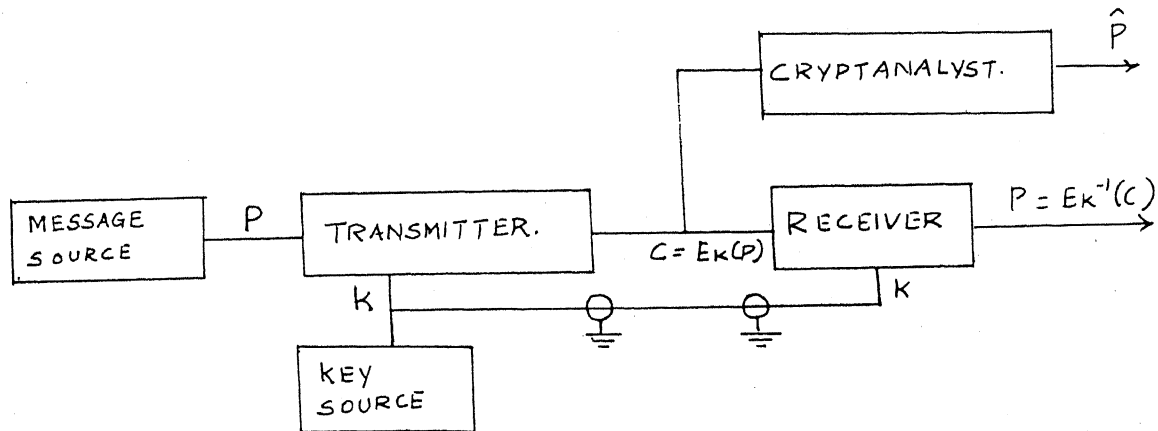 P̂
CRYPTANALYST.
MESSAGE
SOURCE
P
TRANSMITTER.
C = EK(P)
RECEIVER
P = EK⁻¹(C)
K
K
KEY
SOURCE